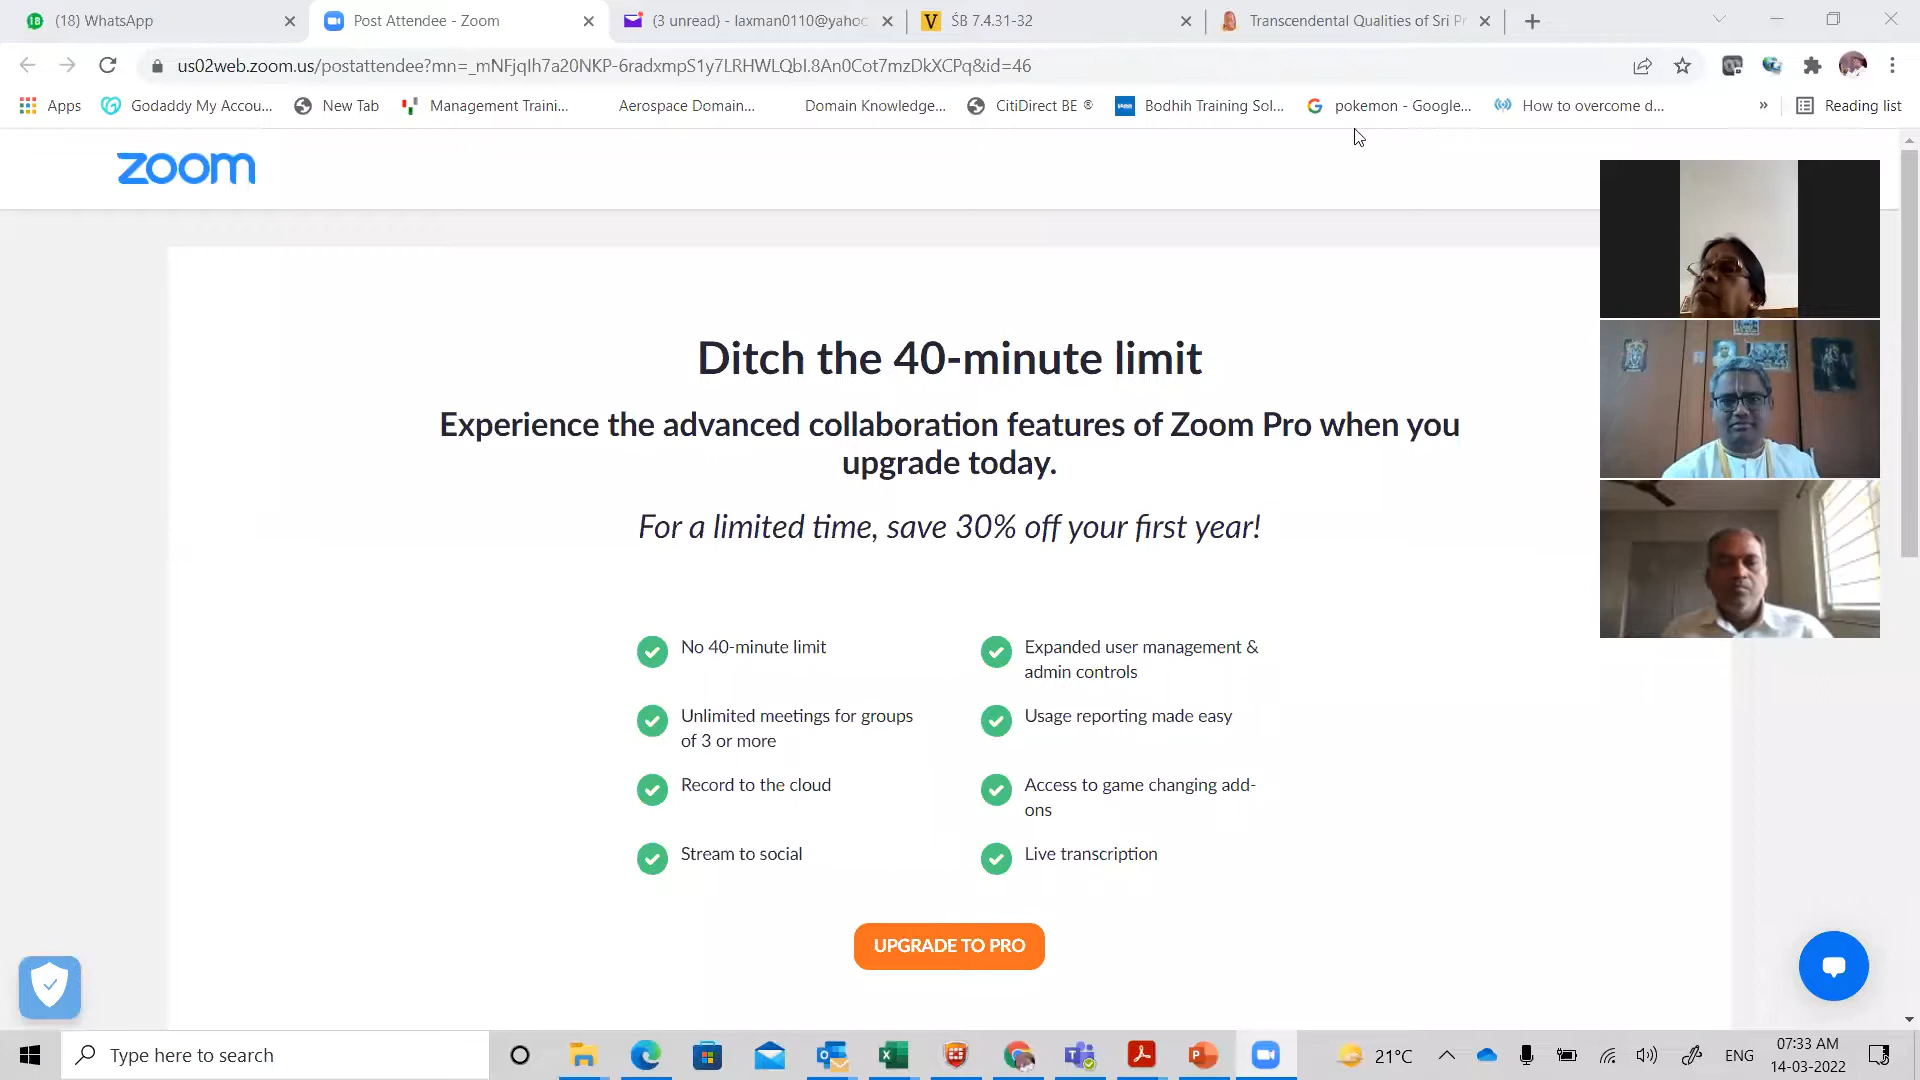 (18) WhatsApp
Post Attendee - Zoom
(3 unread) - laxman0110@yahoo
ŚB 7.4.31-32
Transcendental Qualities of Sri Pr
us02web.zoom.us/postattendee?mn=_mNFjqIh7a20NKP-6radxmpS1y7LRHWLQbI.8An0Cot7mzDkXCPq&id=46
Apps
Godaddy My Accou...
New Tab
Management Traini...
Aerospace Domain...
Domain Knowledge...
CitiDirect BE ®
Bodhih Training Sol...
pokemon - Google...
How to overcome d...
»
Reading list
zoom
Ditch the 40-minute limit
Experience the advanced collaboration features of Zoom Pro when you
upgrade today.
For a limited time, save 30% off your first year!
No 40-minute limit
Expanded user management &
admin controls
Unlimited meetings for groups
of 3 or more
Usage reporting made easy
Record to the cloud
Access to game changing add-
ons
Stream to social
Live transcription
UPGRADE TO PRO
Type here to search
21°C
ENG
07:33 AM
14-03-2022